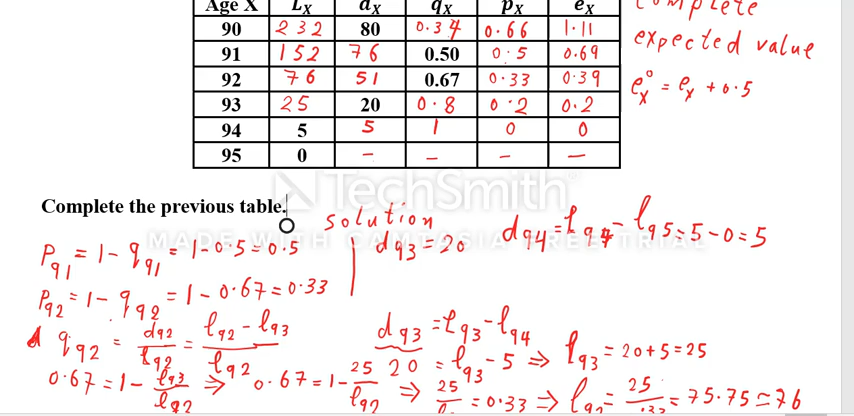 Age X Lx dx qx px ex complete
90 232 80 0.34 0.66 1.11 expected value
91 152 76 0.50 0.5 0.69
92 76 51 0.67 0.33 0.39 e°x = ex + 0.5
93 25 20 0.8 0.2 0.2
94 5 5 1 0 0
95 0 - - - -
TechSmith
Complete the previous table. solution
MADE WITH CAMTASIA FREE TRIAL
P91 = 1 - q91 = 1 - 0.5 = 0.5 d93 = 20 d94 = l94 - l95 = 5 - 0 = 5
P92 = 1 - q92 = 1 - 0.67 = 0.33
q92 = d92/l92 = l92 - l93/l92 d93 = l93 - l94
20 = l93 - 5 ⇒ l93 = 20 + 5 = 25
0.67 = 1 - l93/l92 ⇒ 0.67 = 1 - 25/l92 ⇒ 25/l = 0.33 ⇒ l92 = 25/.33 = 75.75 ≃ 76